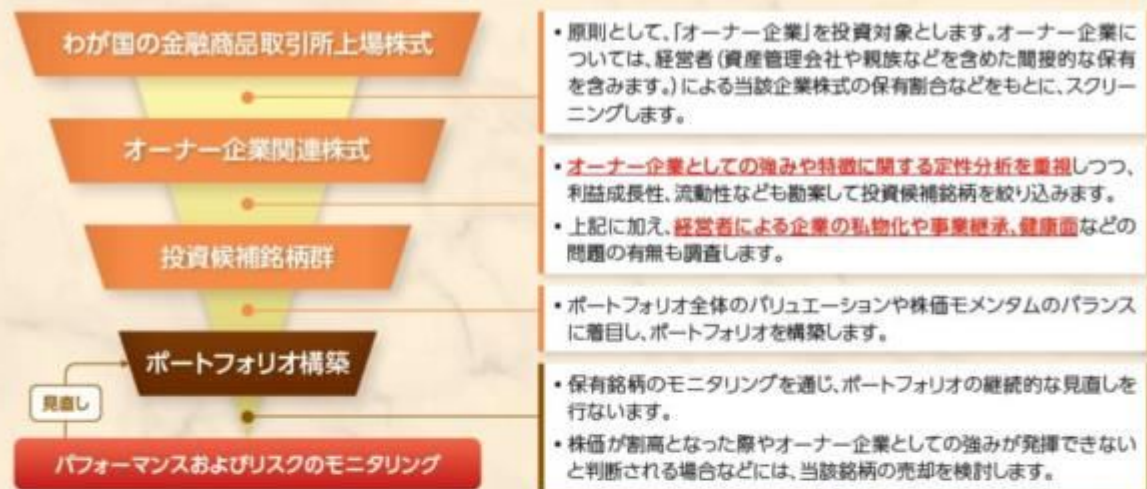 わが国の金融商品取引所上場株式
・原則として、「オーナー企業」を投資対象とします。オーナー企業に
ついては、経営者(資産管理会社や親族などを含めた間接的な保有
を含みます。)による当該企業株式の保有割合などをもとに、スクリー
ニングします。
オーナー企業関連株式
・オーナー企業としての強みや特徴に関する定性分析を重視しつつ、
利益成長性、流動性なども勘案して投資候補銘柄を絞り込みます。
・上記に加え、経営者による企業の私物化や事業継承、健康面などの
問題の有無も調査します。
投資候補銘柄群
・ポートフォリオ全体のバリュエーションや株価モメンタムのバランス
に着目し、ポートフォリオを構築します。
ポートフォリオ構築
見直し
・保有銘柄のモニタリングを通じ、ポートフォリオの継続的な見直しを
行ないます。
・株価が割高となった際やオーナー企業としての強みが発揮できない
と判断される場合などには、当該銘柄の売却を検討します。
パフォーマンスおよびリスクのモニタリング